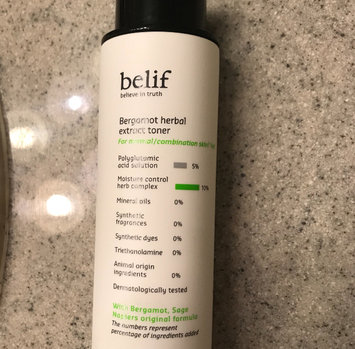 belif
believe in truth
Bergamot herbal
extract toner
For normal/combination skin
Polyglutamic
acid solution 5%
Moisture control
herb complex 10%
Mineral oils 0%
Synthetic
fragrances 0%
Synthetic dyes 0%
Triethanolamine 0%
Animal origin
ingredients 0%
Dermatologically tested
With Bergamot, Sage
Napiers original formula
The numbers represent
percentage of ingredients added